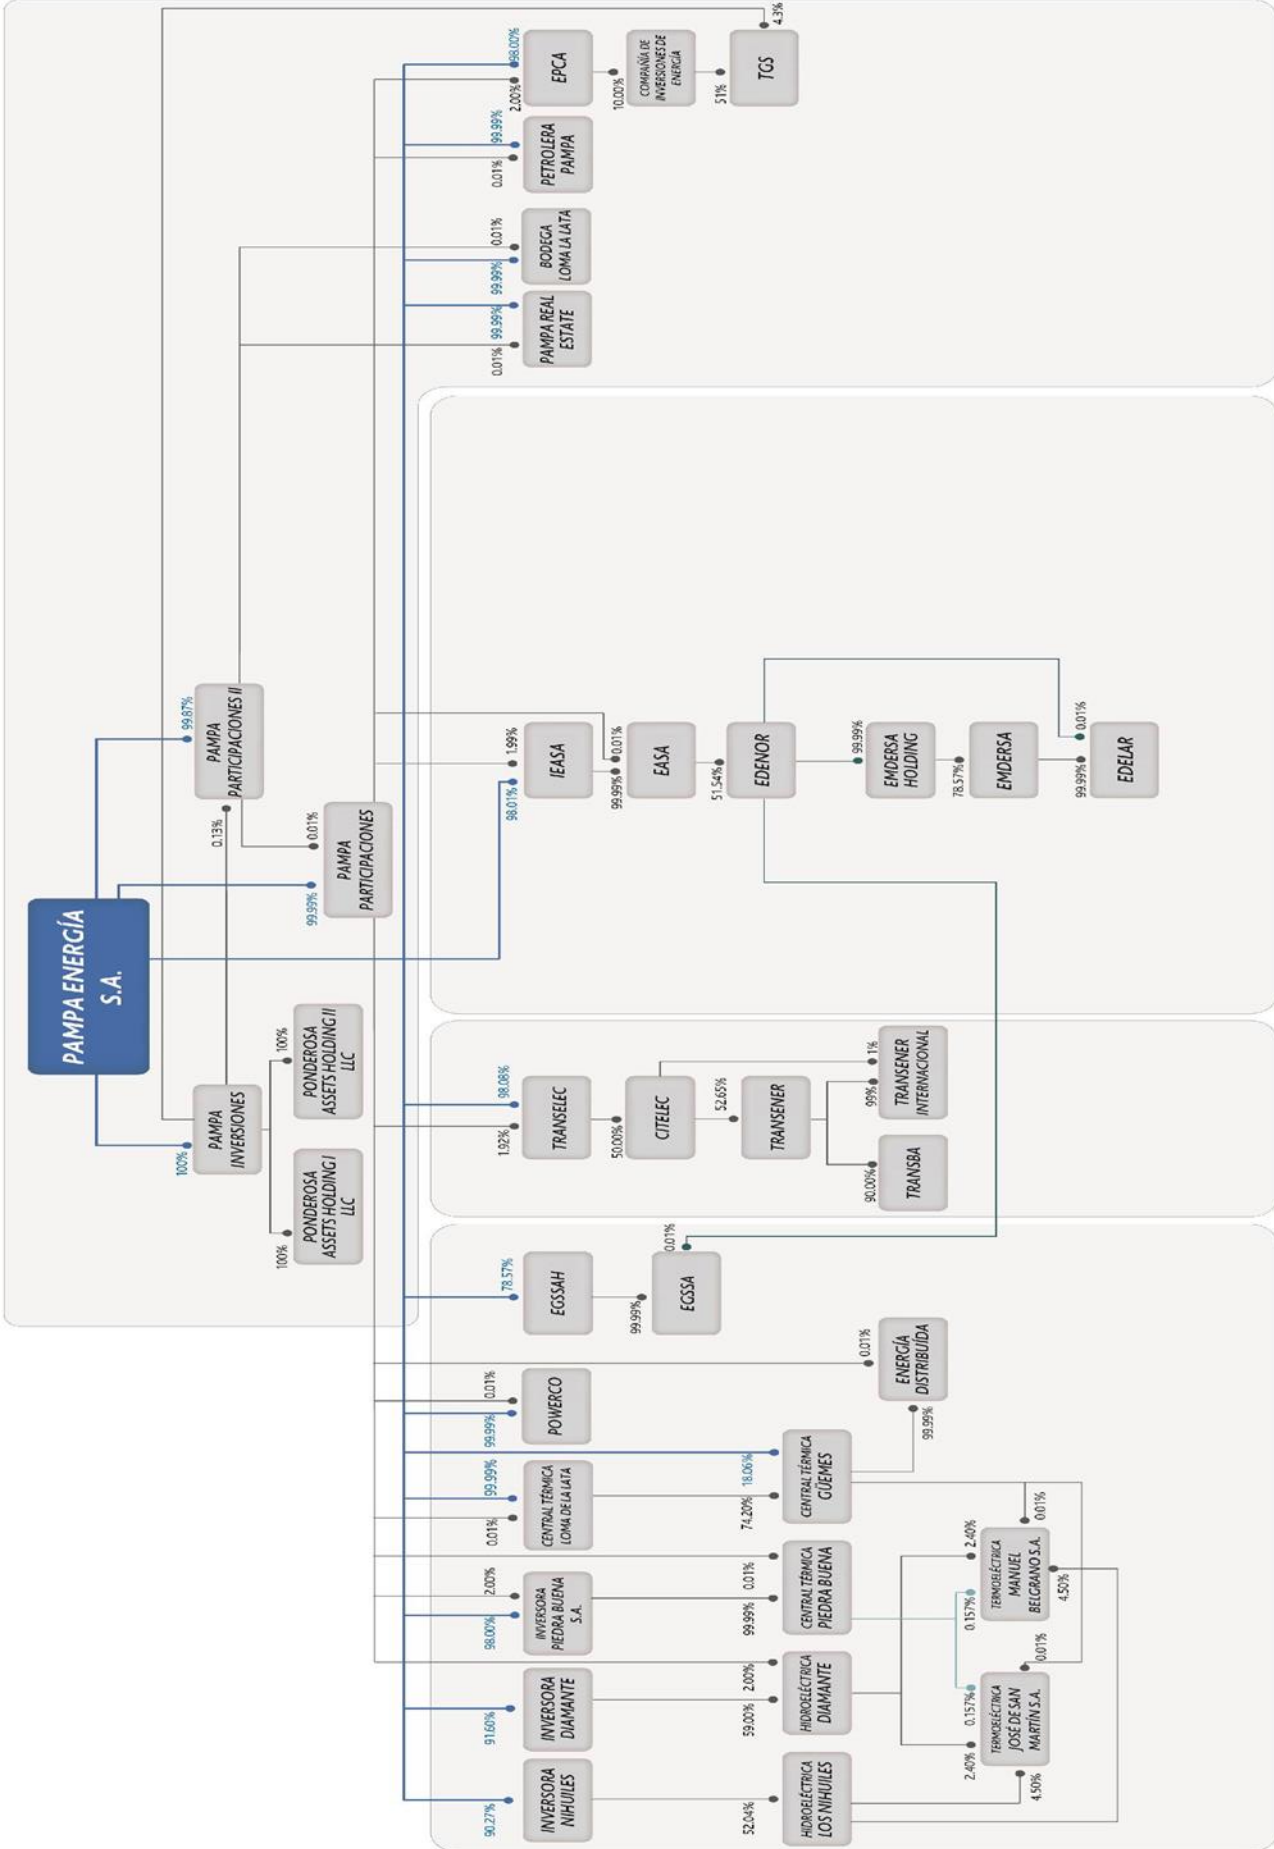 PAMPA ENERGÍA
S.A.
100%
99.87%
PAMPA
INVERSIONES
0.13%
PAMPA
PARTICIPACIONES II
100%
100%
PONDEROSA
ASSETS HOLDING I
LLC
PONDEROSA
ASSETS HOLDING II
LLC
99.99%
0.01%
PAMPA
PARTICIPACIONES
4.3%
90.27%
INVERSORA
NIHUILES
91.60%
INVERSORA
DIAMANTE
98.00%
2.00%
INVERSORA
PIEDRA BUENA
S.A.
0.01%
99.99%
CENTRAL TÉRMICA
LOMA DE LA LATA
99.99%
0.01%
POWERCO
78.57%
EGSSAH
1.92%
98.08%
TRANSELEC
98.01%
1.99%
IEASA
0.01%
99.99%
PAMPA REAL
ESTATE
99.99%
0.01%
BODEGA
LOMA LA LATA
0.01%
99.99%
PETROLERA
PAMPA
2.00%
98.00%
EPCA
99.99%
EGSSA
0.01%
50.00%
CITELEC
99.99%
0.01%
EASA
10.00%
COMPAÑÍA DE
INVERSIONES DE
ENERGÍA
52.04%
HIDROELÉCTRICA
LOS NIHUILES
59.00%
2.00%
HIDROELÉCTRICA
DIAMANTE
99.99%
0.01%
CENTRAL TÉRMICA
PIEDRA BUENA
74.20%
18.06%
CENTRAL TÉRMICA
GÜEMES
52.65%
TRANSENER
51.54%
EDENOR
51%
TGS
0.01%
99.99%
ENERGÍA
DISTRIBUÍDA
90.00%
TRANSBA
99%
1%
TRANSENER
INTERNACIONAL
99.99%
EMDERSA
HOLDING
78.57%
EMDERSA
2.40%
0.157%
TERMOELÉCTRICA
JOSÉ DE SAN
MARTÍN S.A.
4.50%
0.01%
0.157%
2.40%
TERMOELÉCTRICA
MANUEL
BELGRANO S.A.
4.50%
0.01%
99.99%
0.01%
EDELAR